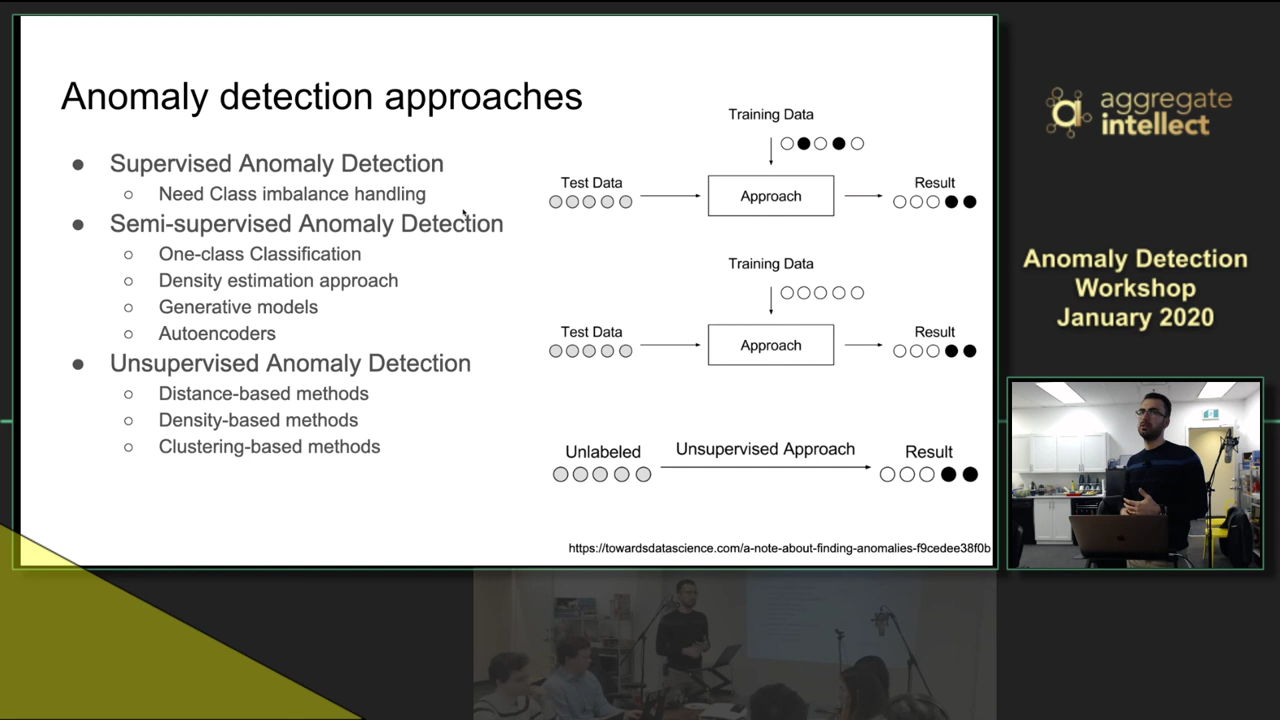 Anomaly detection approaches
● Supervised Anomaly Detection
○ Need Class imbalance handling
● Semi-supervised Anomaly Detection
○ One-class Classification
○ Density estimation approach
○ Generative models
○ Autoencoders
● Unsupervised Anomaly Detection
○ Distance-based methods
○ Density-based methods
○ Clustering-based methods
Training Data
Test Data
Approach
Result
Training Data
Test Data
Approach
Result
Unlabeled
Unsupervised Approach
Result
https://towardsdatascience.com/a-note-about-finding-anomalies-f9cedee38f0b
aggregate
intellect
Anomaly Detection
Workshop
January 2020